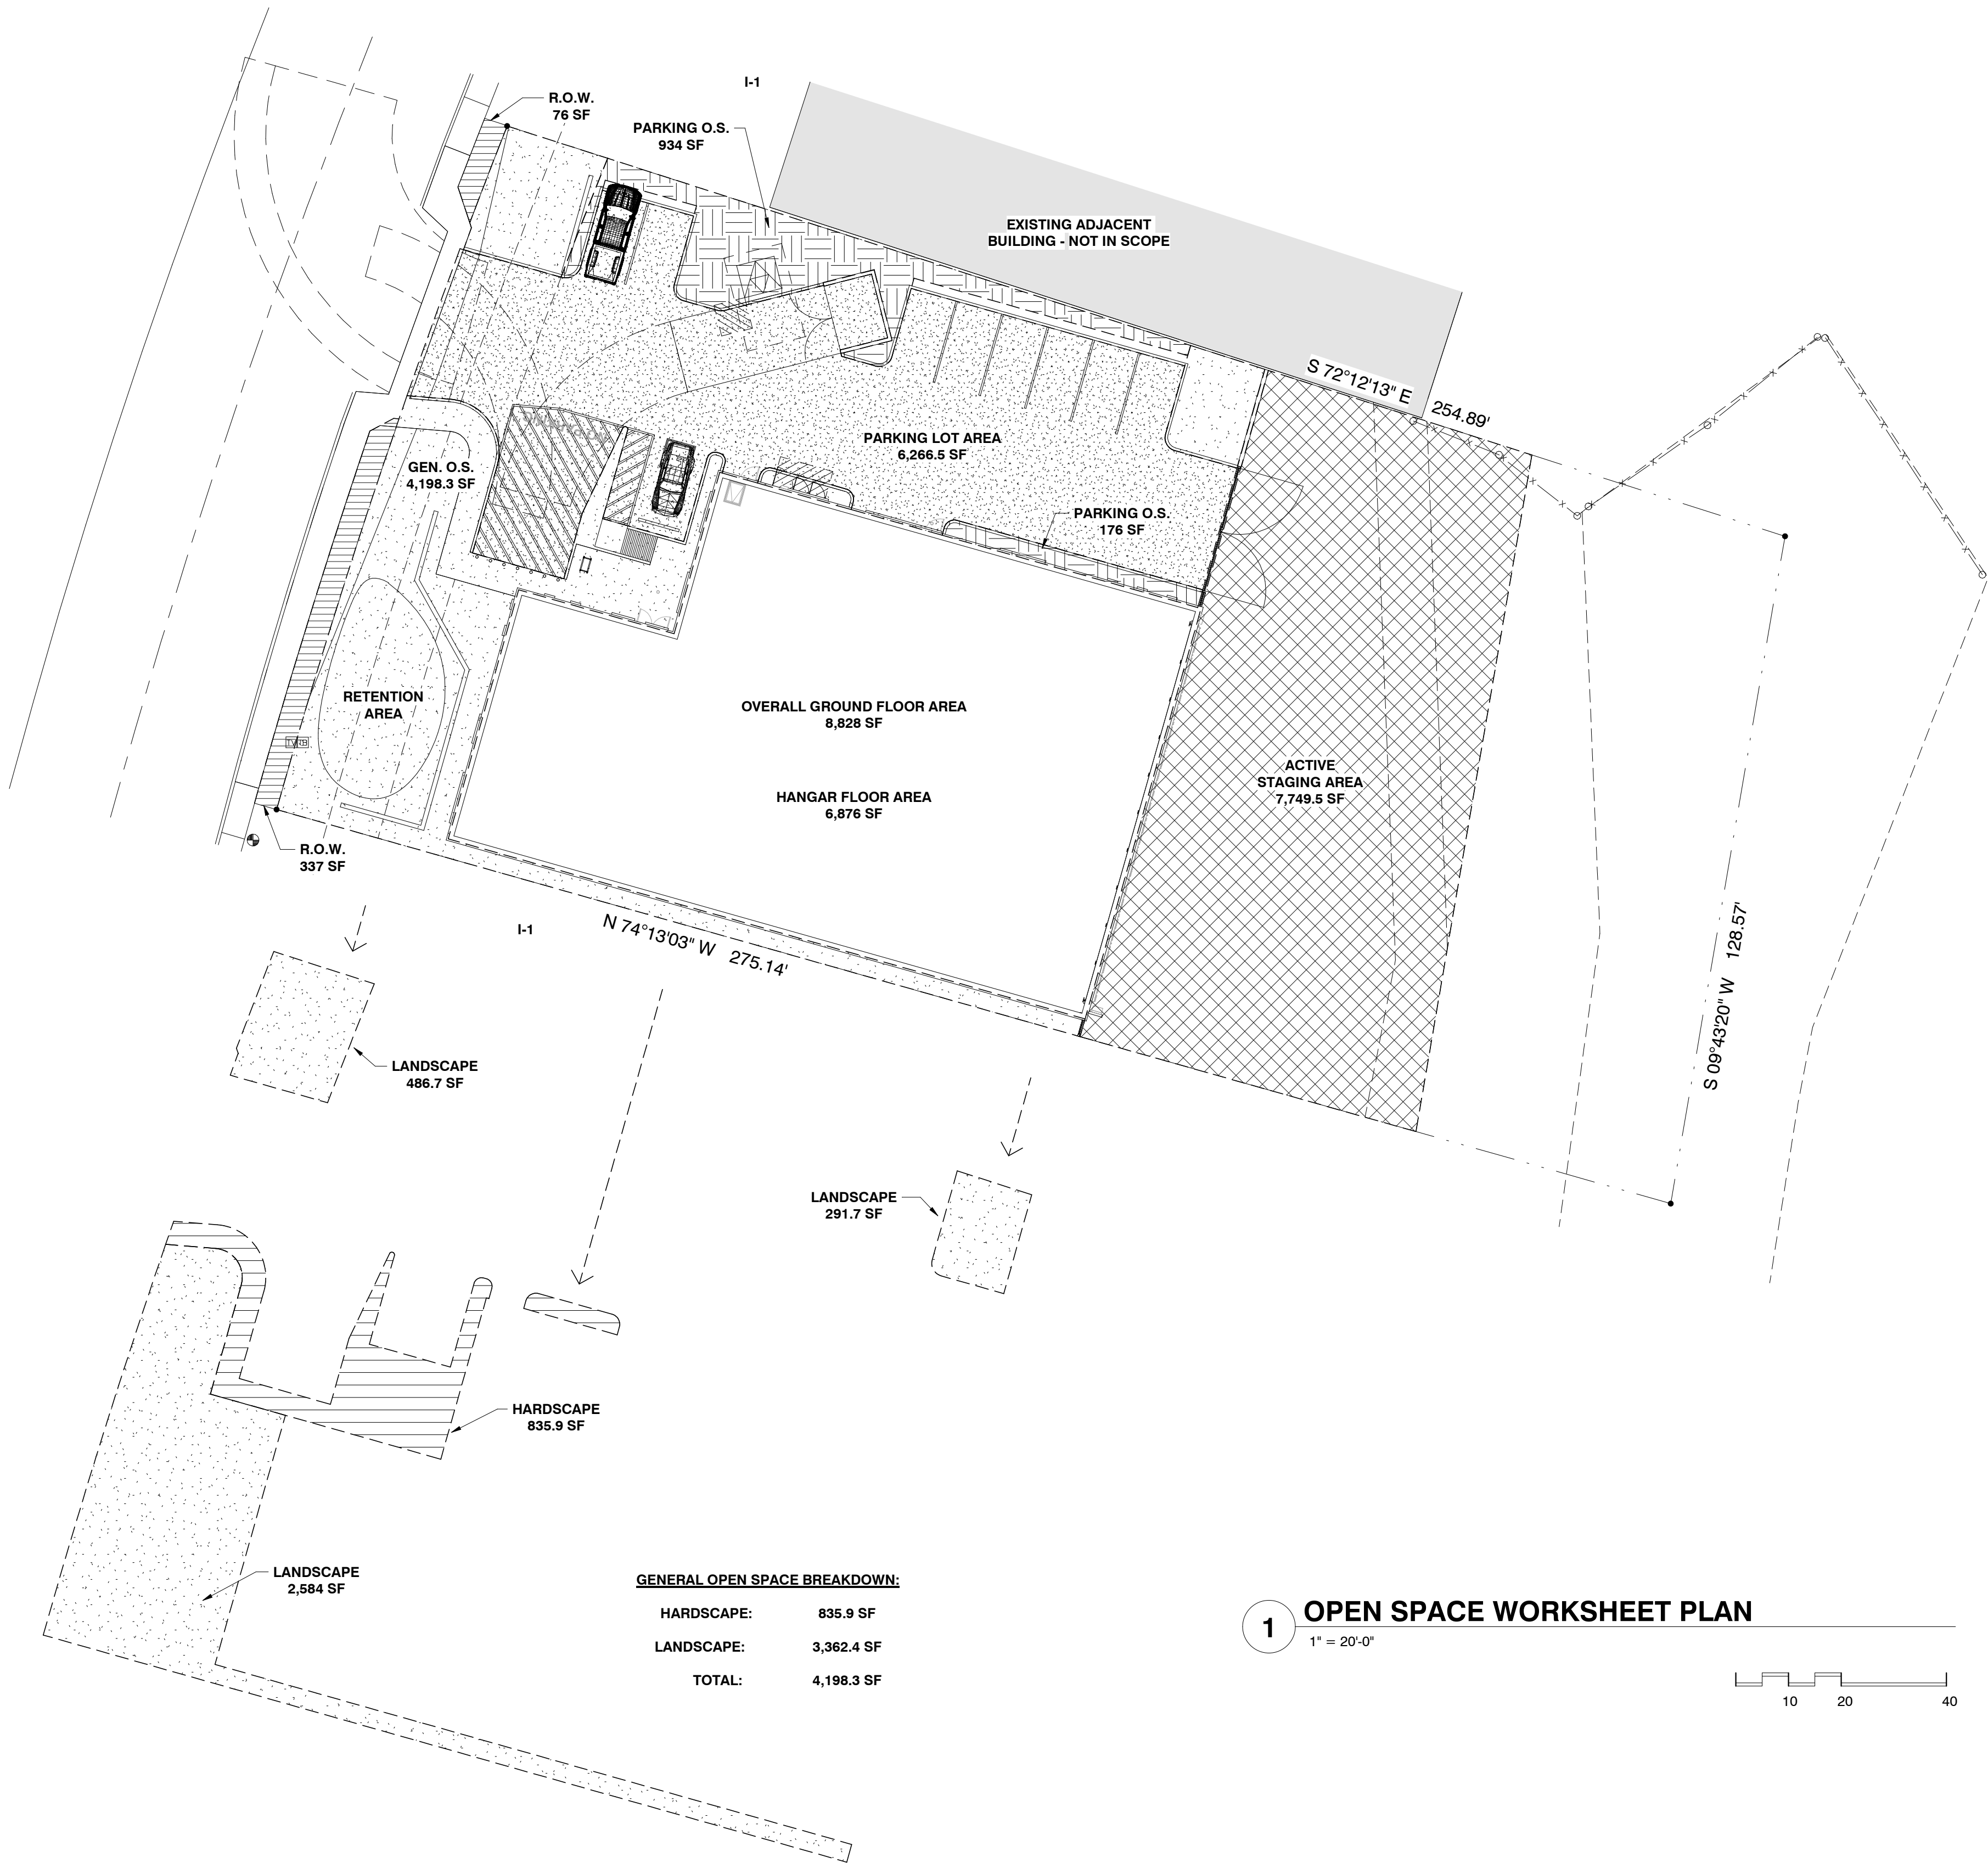 I-1
R.O.W.
76 SF
PARKING O.S.
934 SF
EXISTING ADJACENT
BUILDING - NOT IN SCOPE
S 72°12'13" E 254.89'
PARKING LOT AREA
6,266.5 SF
GEN. O.S.
4,198.3 SF
PARKING O.S.
176 SF
RETENTION
AREA
OVERALL GROUND FLOOR AREA
8,828 SF
HANGAR FLOOR AREA
6,876 SF
ACTIVE
STAGING AREA
7,749.5 SF
R.O.W.
337 SF
I-1
N 74°13'03" W 275.14'
S 09°43'20" W 128.57'
LANDSCAPE
486.7 SF
LANDSCAPE
291.7 SF
HARDSCAPE
835.9 SF
LANDSCAPE
2,584 SF
GENERAL OPEN SPACE BREAKDOWN:
HARDSCAPE: 835.9 SF
LANDSCAPE: 3,362.4 SF
TOTAL: 4,198.3 SF
1 OPEN SPACE WORKSHEET PLAN
1" = 20'-0"
10 20 40